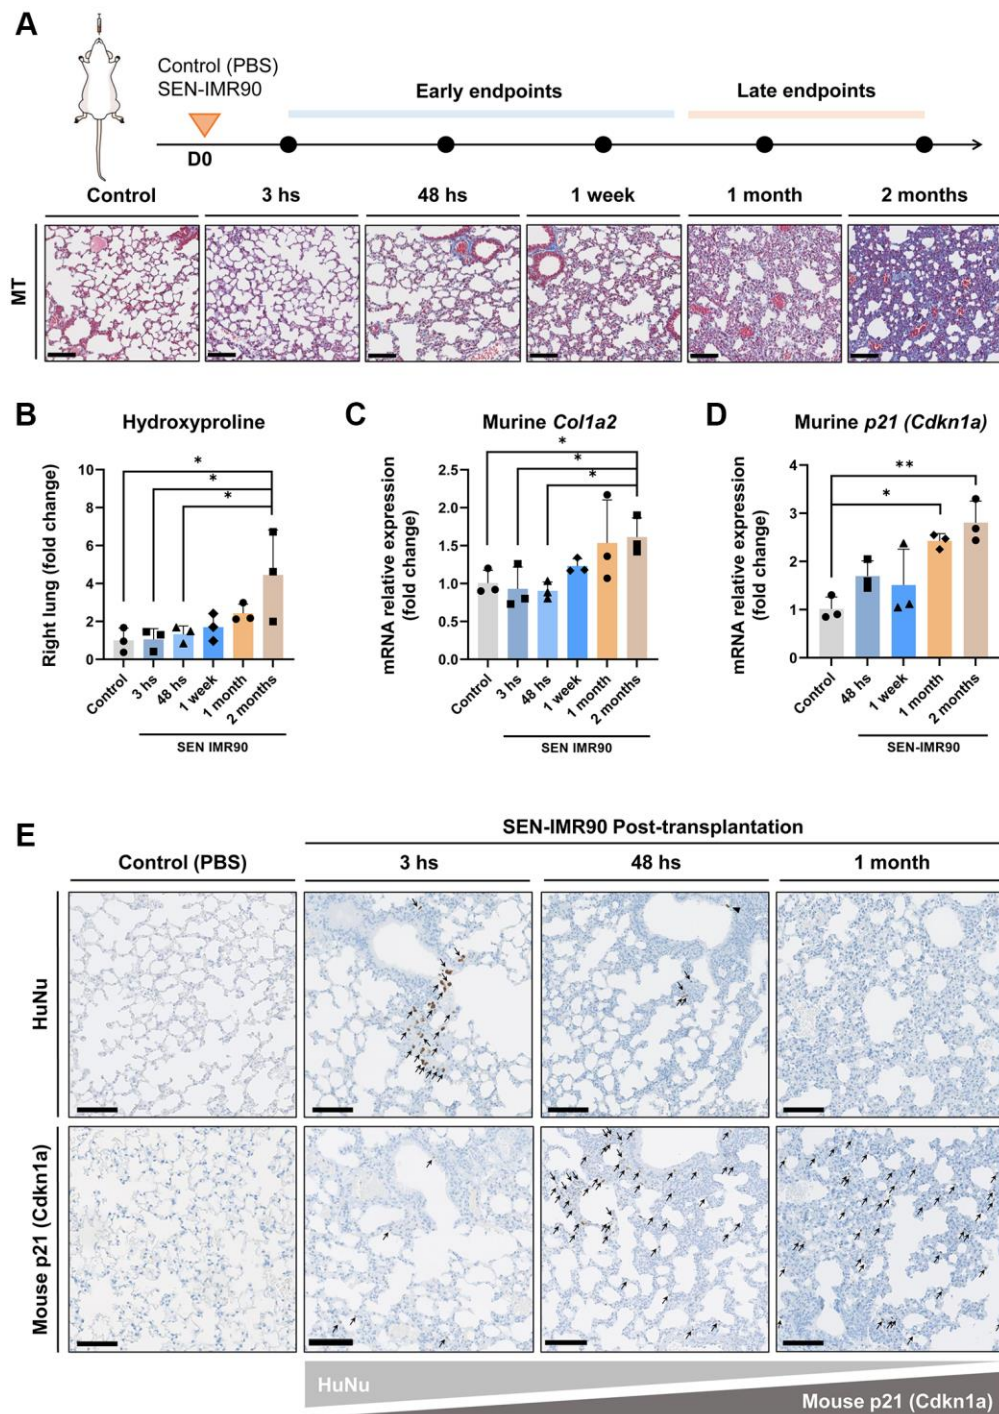 A
Control (PBS)
SEN-IMR90
Early endpoints
Late endpoints
D0
Control
3 hs
48 hs
1 week
1 month
2 months
MT
B
Hydroxyproline
Right lung (fold change)
10
8
6
4
2
0
*
*
*
Control
3 hs
48 hs
1 week
1 month
2 months
SEN IMR90
C
Murine Col1a2
mRNA relative expression
(fold change)
2.5
2.0
1.5
1.0
0.5
0.0
*
*
*
Control
3 hs
48 hs
1 week
1 month
2 months
SEN IMR90
D
Murine p21 (Cdkn1a)
mRNA relative expression
(fold change)
4
3
2
1
0
**
*
Control
48 hs
1 week
1 month
2 months
SEN-IMR90
E
SEN-IMR90 Post-transplantation
Control (PBS)
3 hs
48 hs
1 month
HuNu
Mouse p21 (Cdkn1a)
HuNu
Mouse p21 (Cdkn1a)